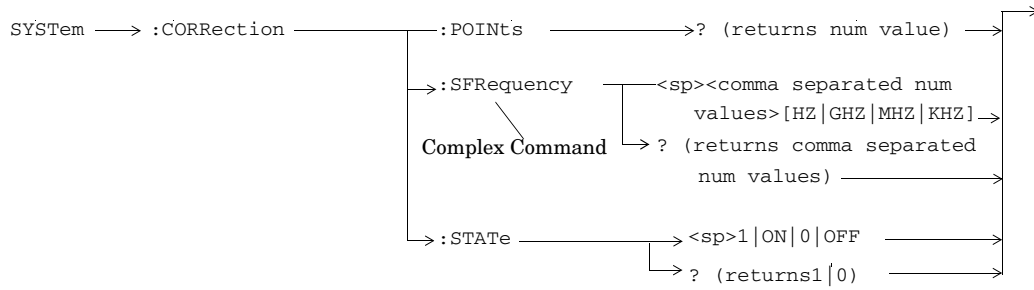 SYSTem :CORRection :POINts ? (returns num value)
:SFRequency <sp><comma separated num
values>[HZ|GHZ|MHZ|KHZ]
Complex Command ? (returns comma separated
num values)
:STATe <sp>1|ON|0|OFF
? (returns1|0)